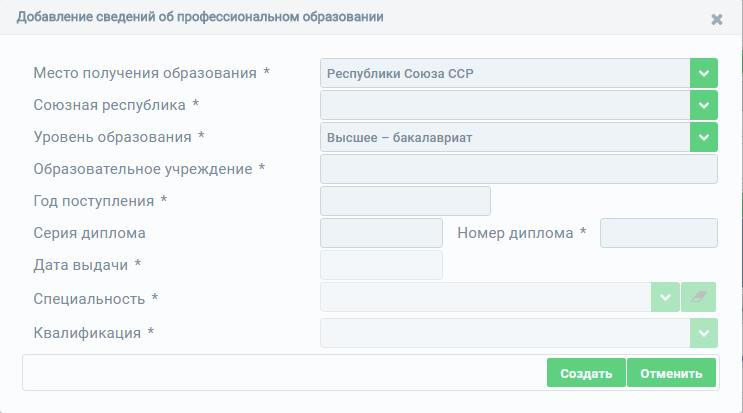 Добавление сведений об профессиональном образовании
Место получения образования * Республики Союза ССР
Союзная республика *
Уровень образования * Высшее – бакалавриат
Образовательное учреждение *
Год поступления *
Серия диплома Номер диплома *
Дата выдачи *
Специальность *
Квалификация *
Создать Отменить